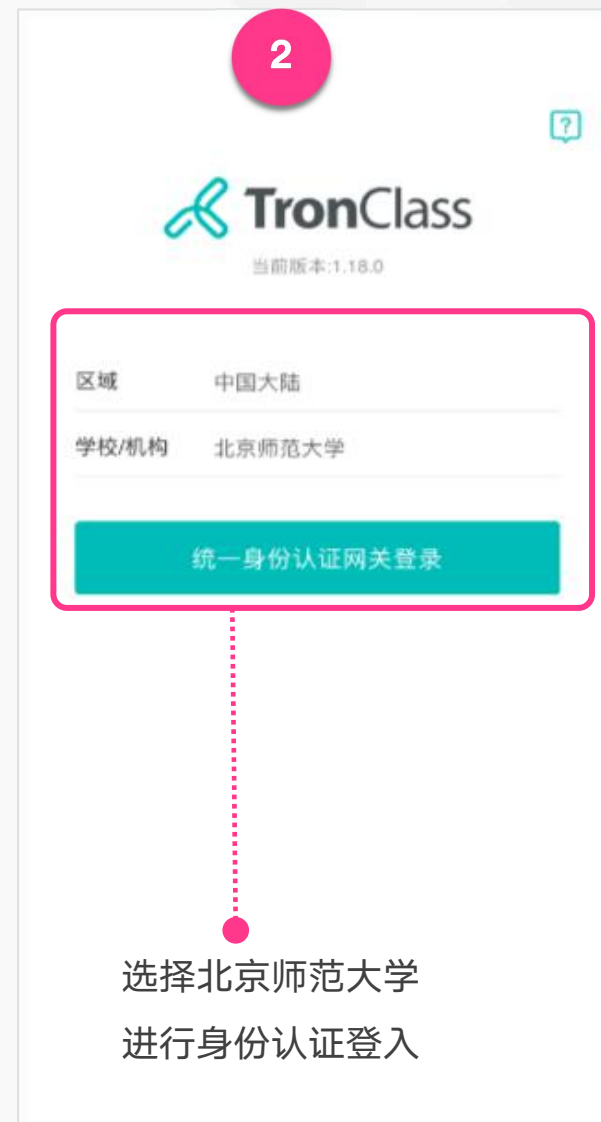 2
?
TronClass
当前版本:1.18.0
区域 中国大陆
学校/机构 北京师范大学
统一身份认证网关登录
选择北京师范大学
进行身份认证登入